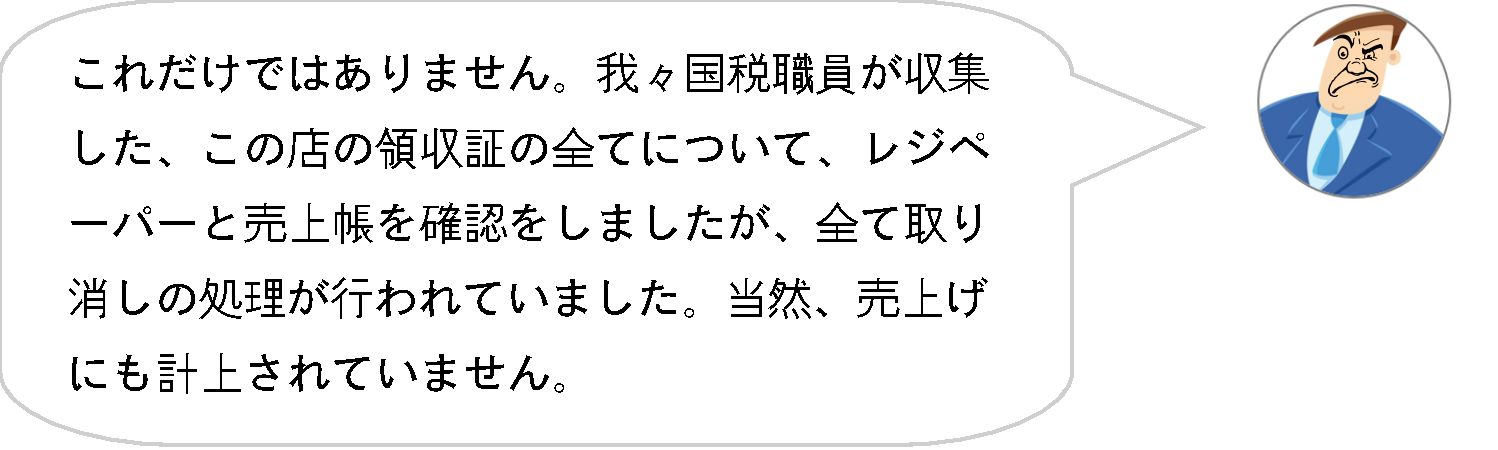 これだけではありません。我々国税職員が収集
した、この店の領収証の全てについて、レジペ
ーパーと売上帳を確認をしましたが、全て取り
消しの処理が行われていました。当然、売上げ
にも計上されていません。